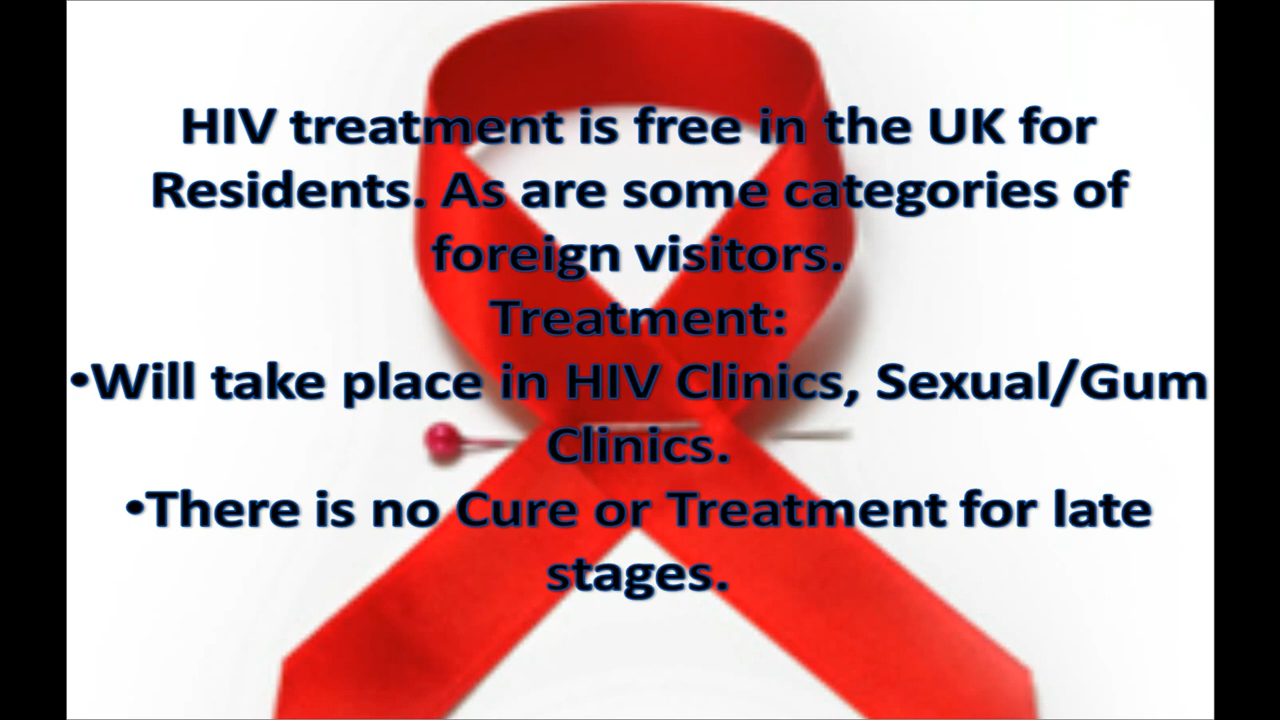 HIV treatment is free in the UK for
Residents. As are some categories of
foreign visitors.
Treatment:
•Will take place in HIV Clinics, Sexual/Gum
Clinics.
•There is no Cure or Treatment for late
stages.